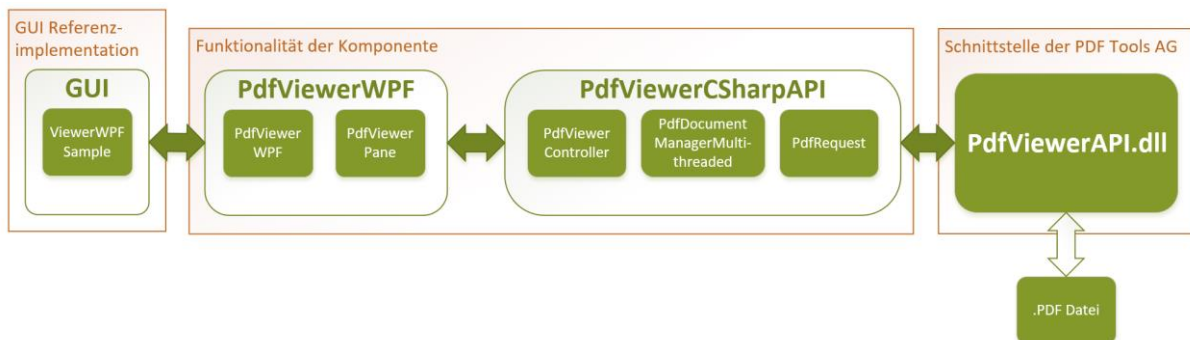 GUI Referenz-
implementation
GUI
ViewerWPF
Sample
Funktionalität der Komponente
PdfViewerWPF
PdfViewer
WPF
PdfViewer
Pane
PdfViewerCSharpAPI
PdfViewer
Controller
PdfDocument
ManagerMulti-
threaded
PdfRequest
Schnittstelle der PDF Tools AG
PdfViewerAPI.dll
.PDF Datei